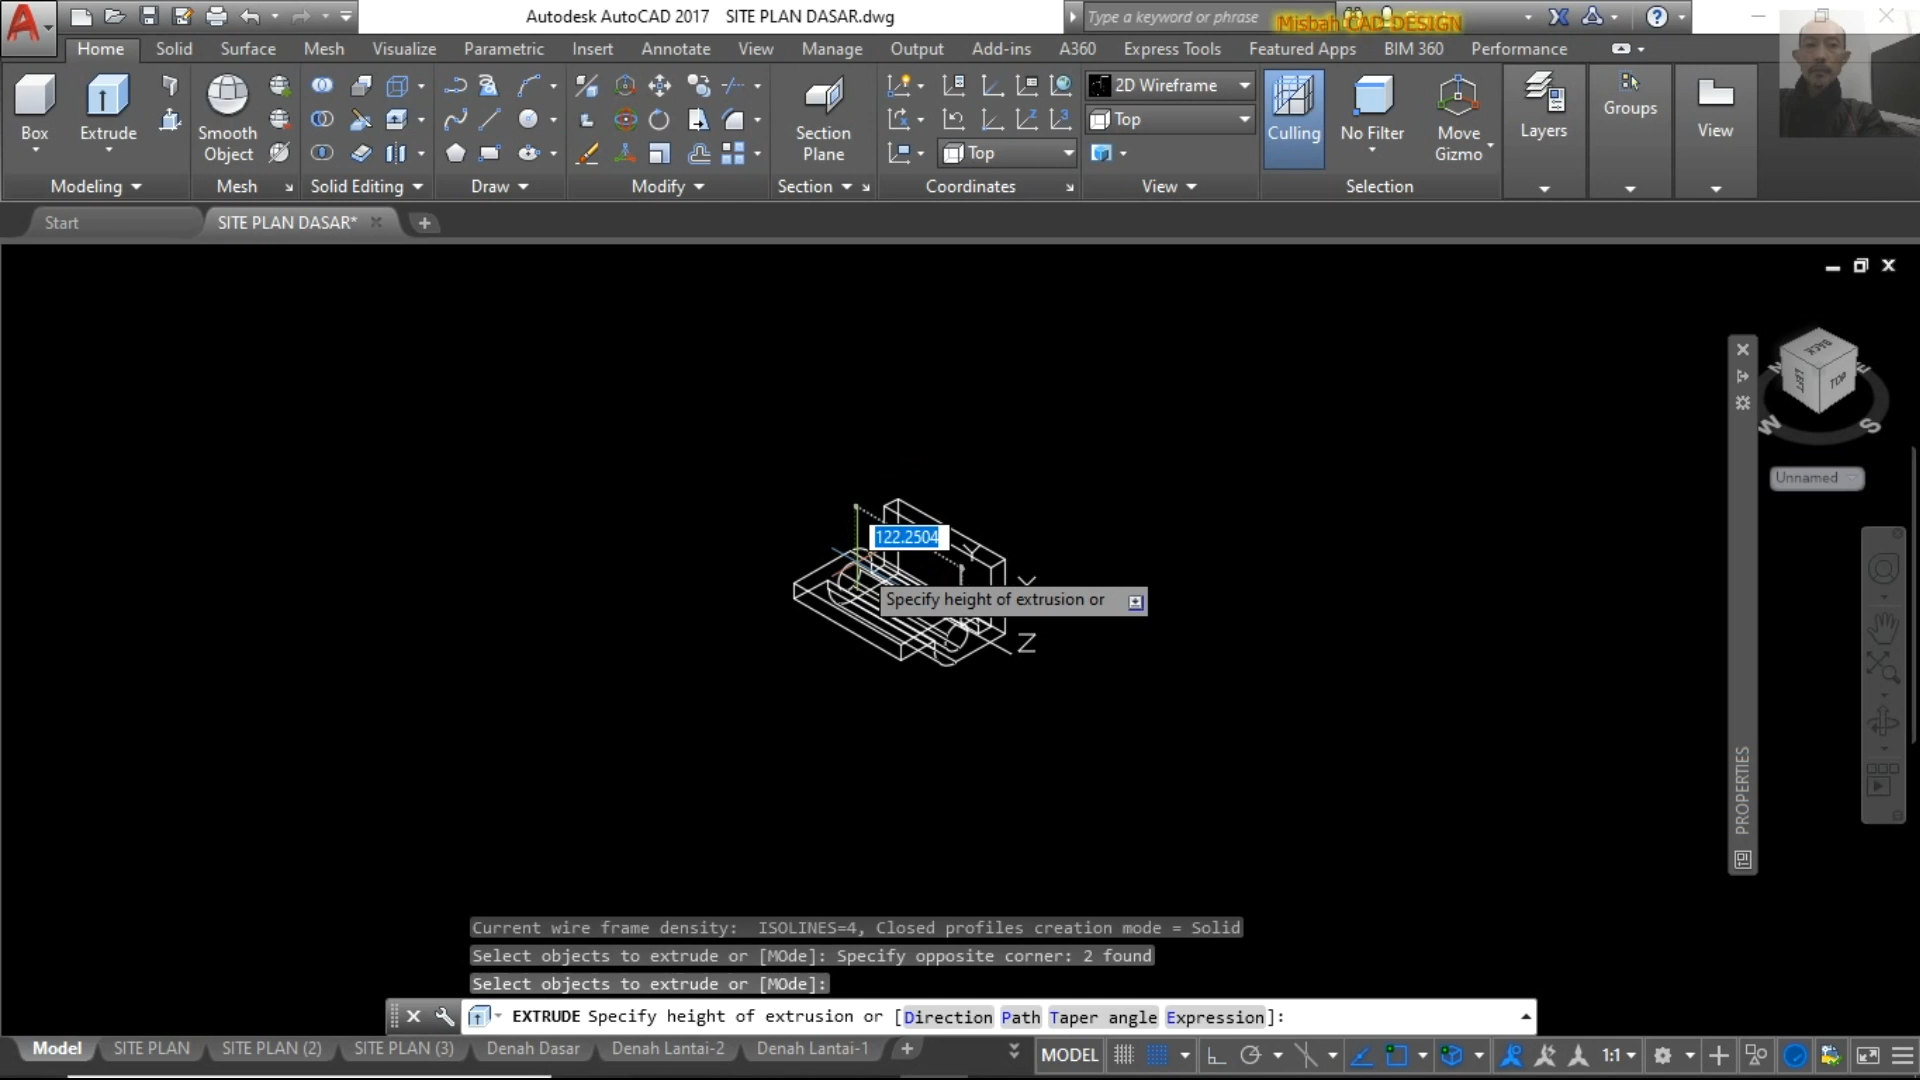 Autodesk AutoCAD 2017 SITE PLAN DASAR.dwg
Type a keyword or phrase
Misbah CAD DESIGN
Home Solid Surface Mesh Visualize Parametric Insert Annotate View Manage Output Add-ins A360 Express Tools Featured Apps BIM 360 Performance
Box
Extrude
Smooth
Object
Section
Plane
Top
2D Wireframe
Top
Culling
No Filter
Move
Gizmo
Layers
Groups
View
Modeling
Mesh
Solid Editing
Draw
Modify
Section
Coordinates
View
Selection
Start
SITE PLAN DASAR*
BACK
LEFT
TOP
N
E
W
S
Unnamed
122.2504
Y
Specify height of extrusion or
Z
PROPERTIES
Current wire frame density: ISOLINES=4, Closed profiles creation mode = Solid
Select objects to extrude or [MOde]: Specify opposite corner: 2 found
Select objects to extrude or [MOde]:
EXTRUDE Specify height of extrusion or [Direction Path Taper angle Expression]:
Model SITE PLAN SITE PLAN (2) SITE PLAN (3) Denah Dasar Denah Lantai-2 Denah Lantai-1
MODEL
1:1